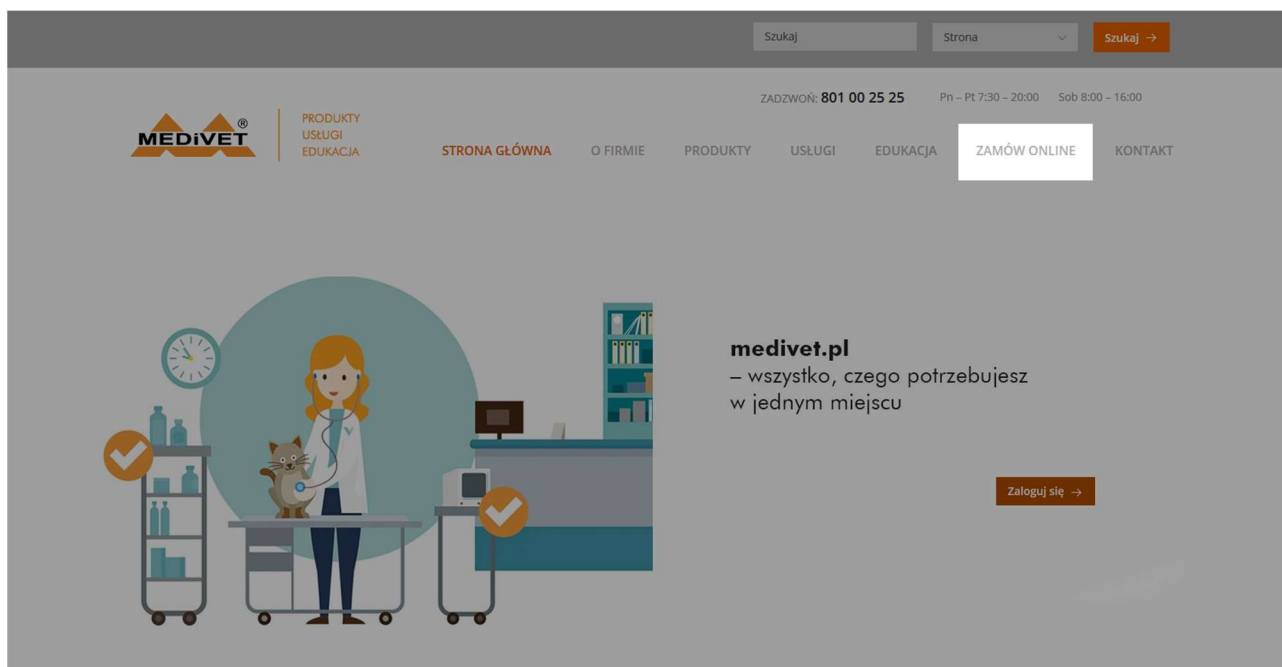 Szukaj
Strona
Szukaj →
ZADZWOŃ: 801 00 25 25 Pn – Pt 7:30 – 20:00 Sob 8:00 – 16:00
MEDiVET®
PRODUKTY
USŁUGI
EDUKACJA
STRONA GŁÓWNA O FIRMIE PRODUKTY USŁUGI EDUKACJA ZAMÓW ONLINE KONTAKT
medivet.pl
– wszystko, czego potrzebujesz
w jednym miejscu
Zaloguj się →